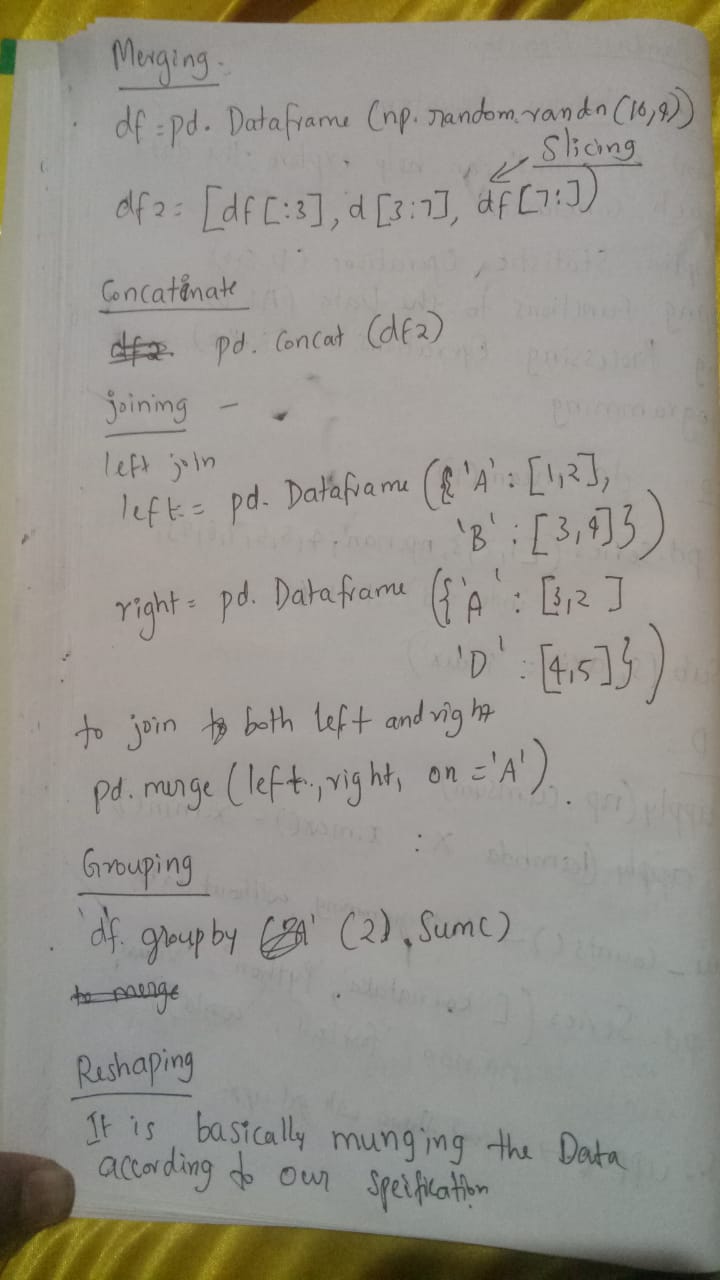 Merging -
df = pd. Dataframe (np. random.randn(10,4))
Slicing
df2 = [df[:3], d[3:7], df[7:])
Concatenate
pd. concat (df2)
joining -
left join
left = pd. Dataframe ({'A' : [1,2],
'B' : [3,4]})
right = pd. Dataframe ({'A' : [3,2]
'D' : [4,5]})
to join both left and right
pd. merge (left, right, on = 'A').
Grouping
df. groupby (2).sum()
to merge
Reshaping
It is basically munging the Data
according to our speification